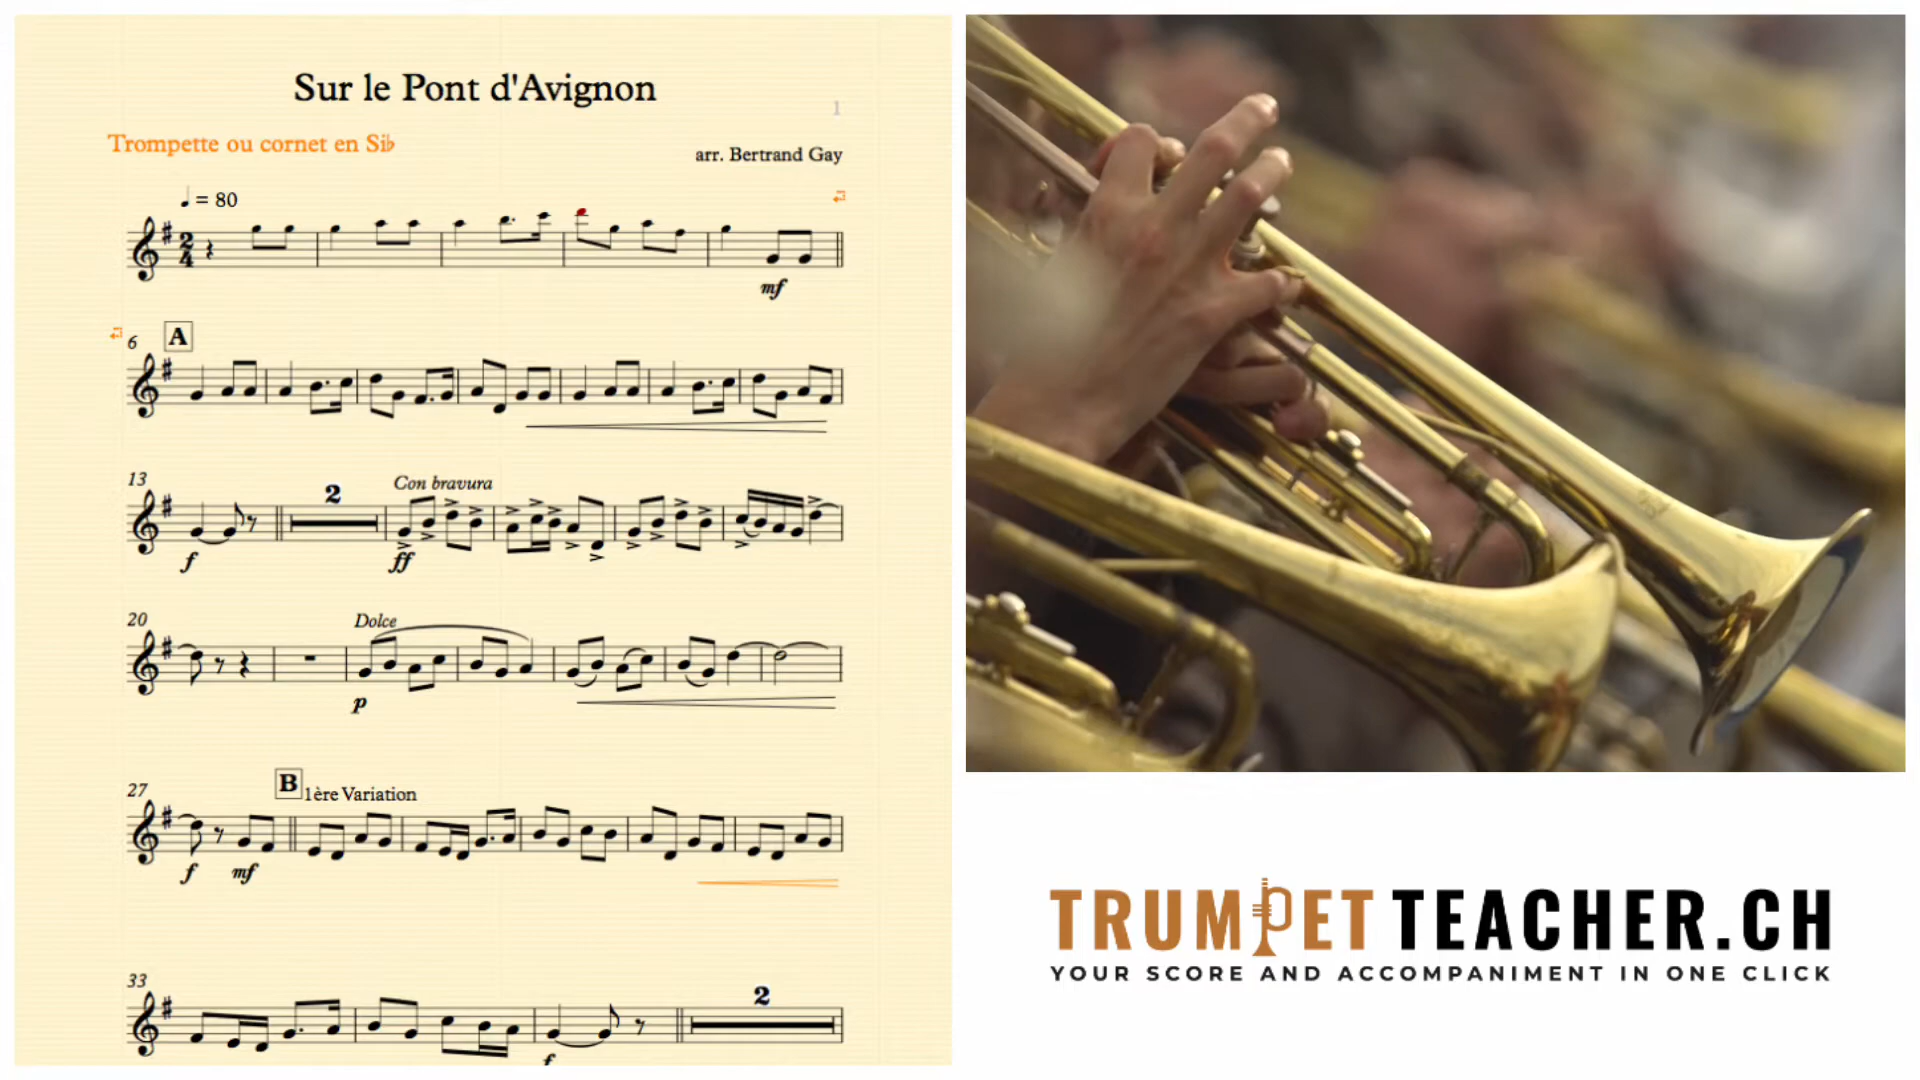 Sur le Pont d'Avignon
1
Trompette ou cornet en Si♭
arr. Bertrand Gay
♩ = 80
2
4
mf
6
A
13
2
Con bravura
f
ff
20
Dolce
p
27
B
1ère Variation
f
mf
33
2
f
TRUMPET TEACHER.CH
YOUR SCORE AND ACCOMPANIMENT IN ONE CLICK